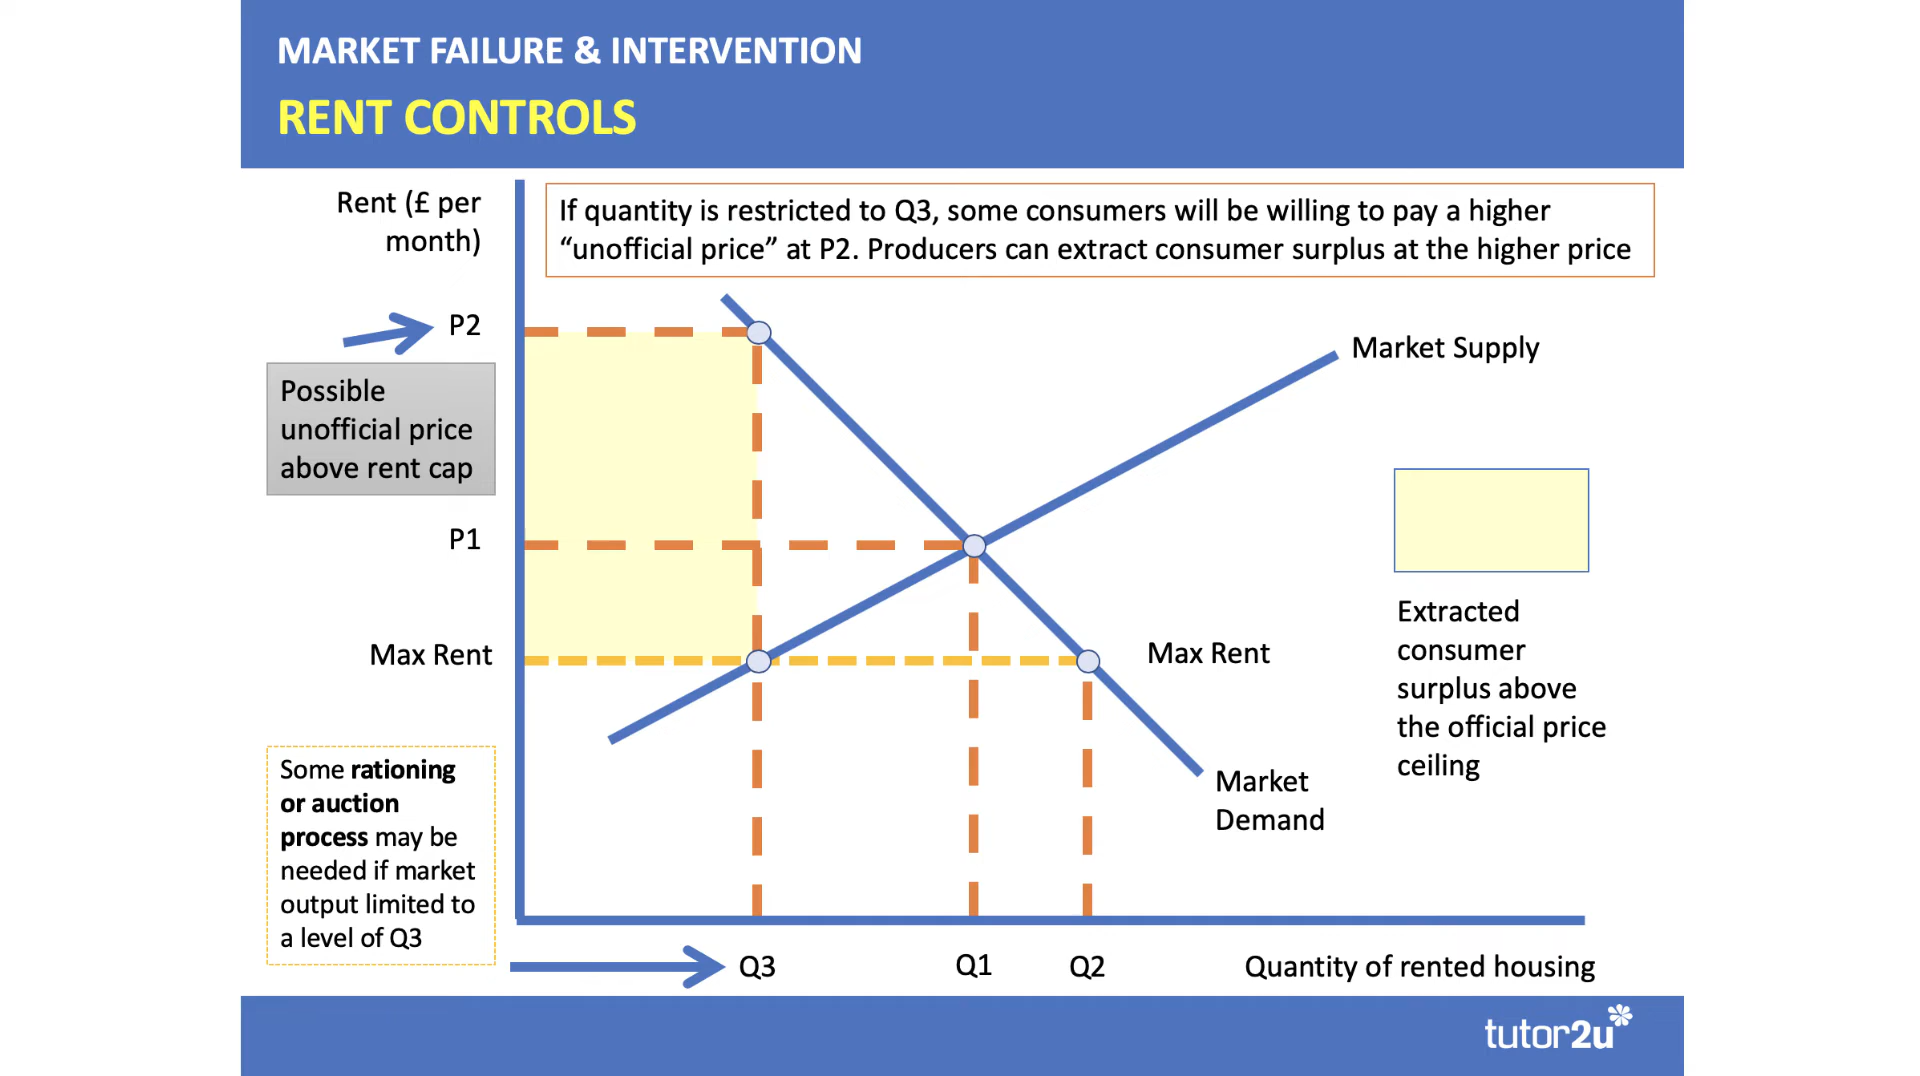 MARKET FAILURE & INTERVENTION
RENT CONTROLS
Rent (£ per
month)
If quantity is restricted to Q3, some consumers will be willing to pay a higher
“unofficial price” at P2. Producers can extract consumer surplus at the higher price
P2
Market Supply
Possible
unofficial price
above rent cap
P1
Max Rent
Max Rent
Extracted
consumer
surplus above
the official price
ceiling
Market
Demand
Some rationing
or auction
process may be
needed if market
output limited to
a level of Q3
Q3
Q1
Q2
Quantity of rented housing
tutor2u